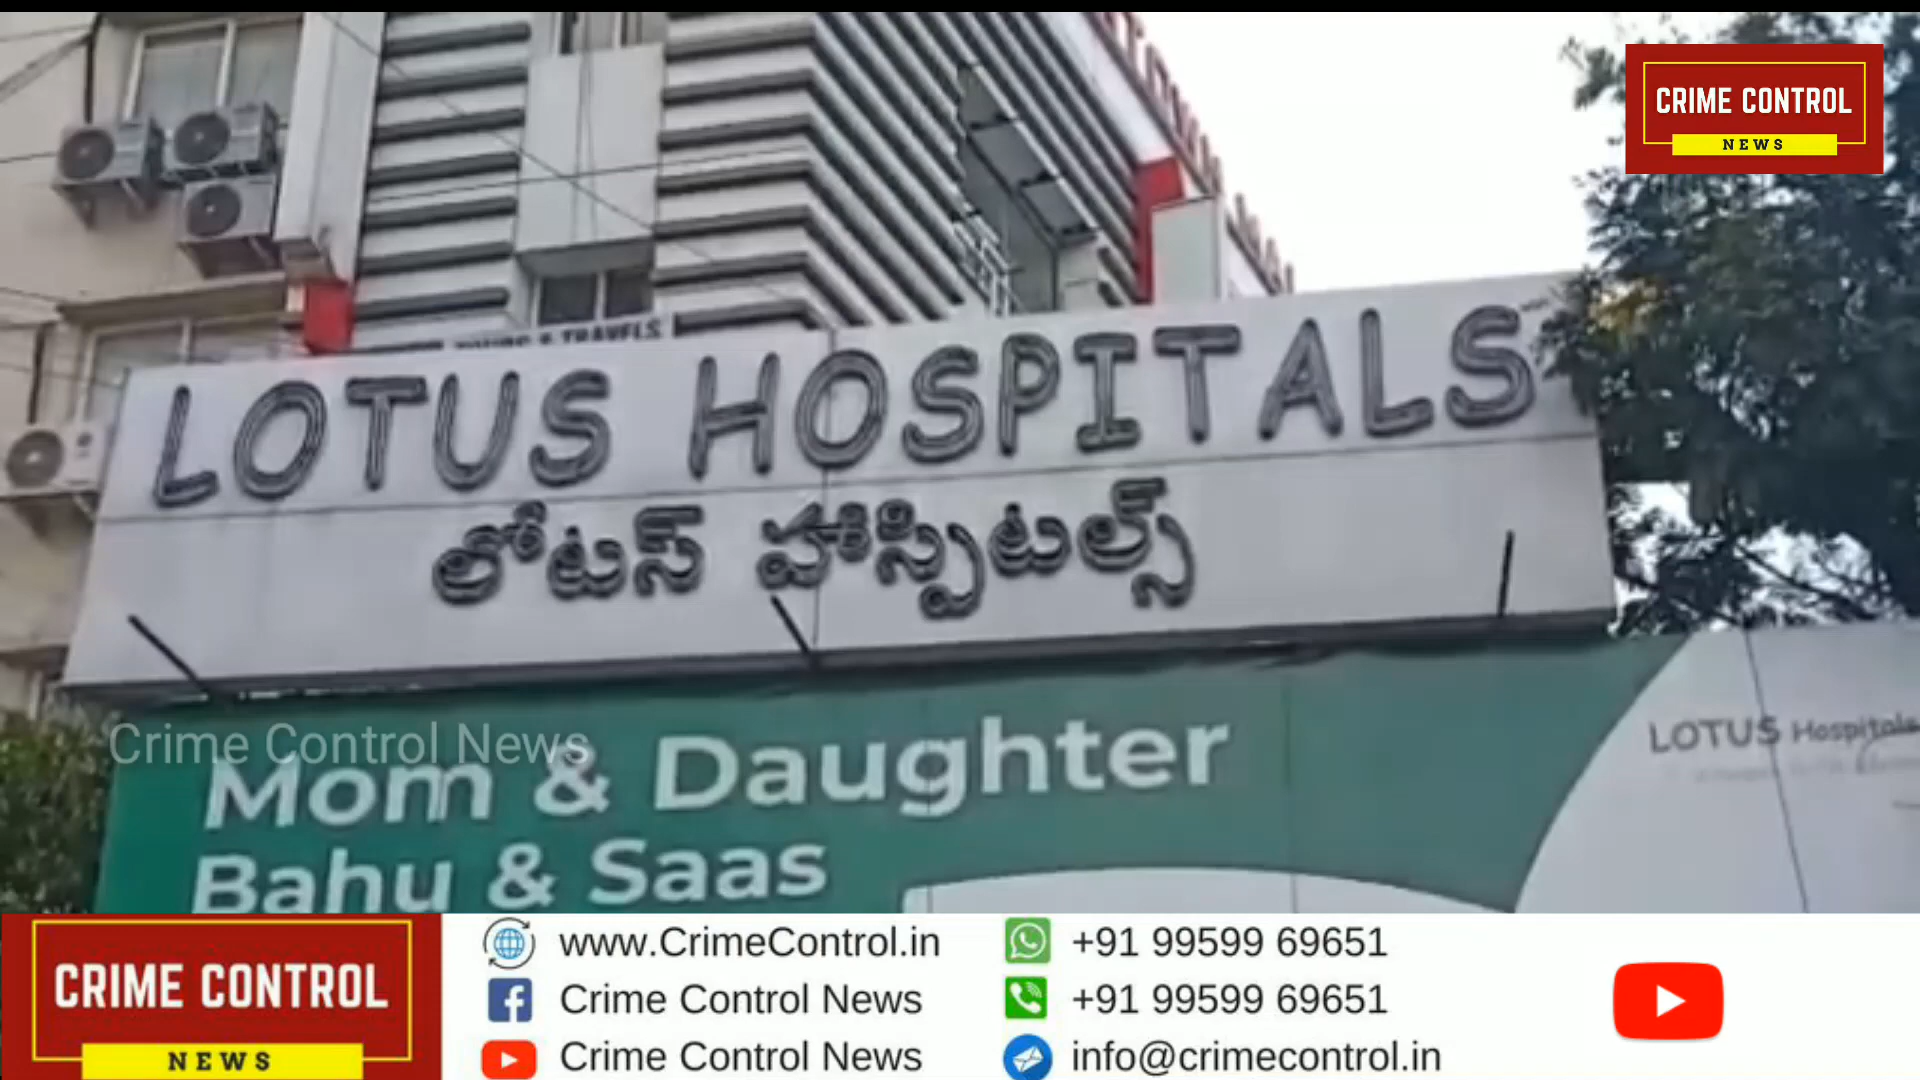 CRIME CONTROL
NEWS
TRAVELS
LOTUS HOSPITALS
లోటస్ హాస్పిటల్స్
LOTUS Hospitals
Crime Control News
Mom & Daughter
Bahu & Saas
CRIME CONTROL
NEWS
www.CrimeControl.in
Crime Control News
Crime Control News
+91 99599 69651
+91 99599 69651
info@crimecontrol.in